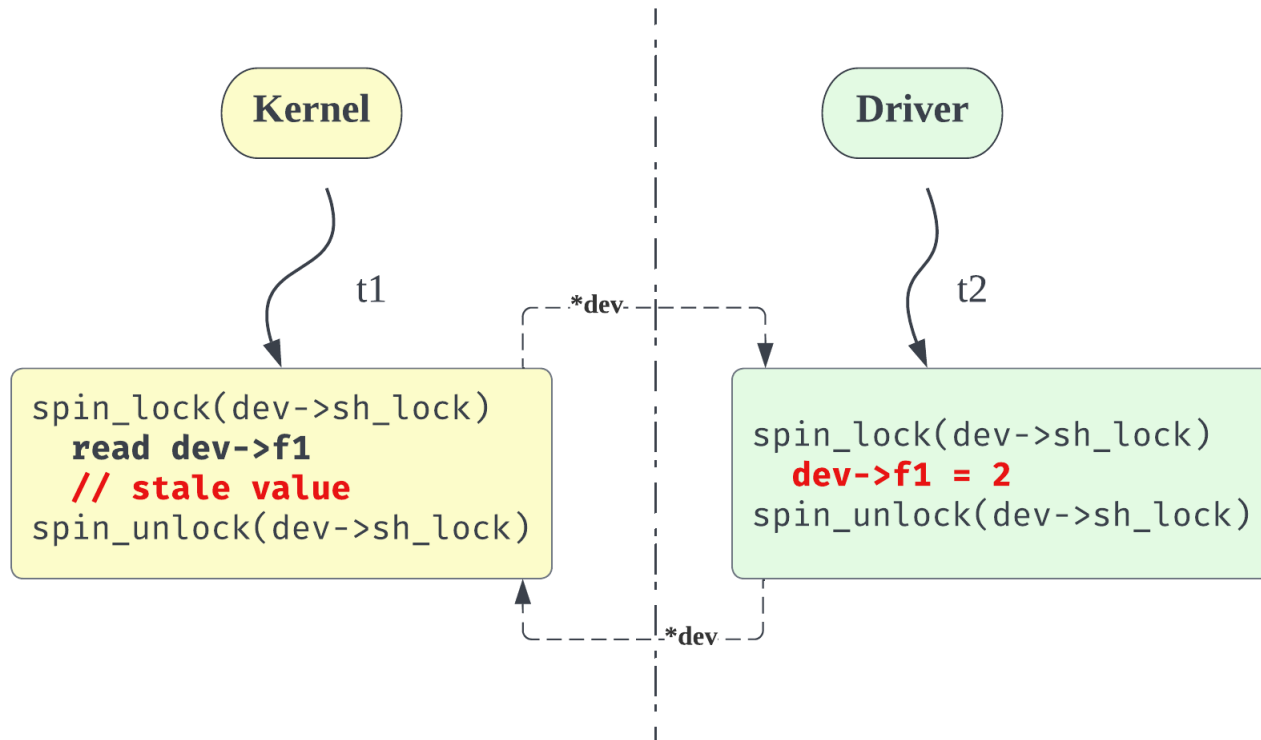 Kernel
Driver
t1
t2
*dev
spin_lock(dev->sh_lock)
read dev->f1
// stale value
spin_unlock(dev->sh_lock)
spin_lock(dev->sh_lock)
dev->f1 = 2
spin_unlock(dev->sh_lock)
*dev